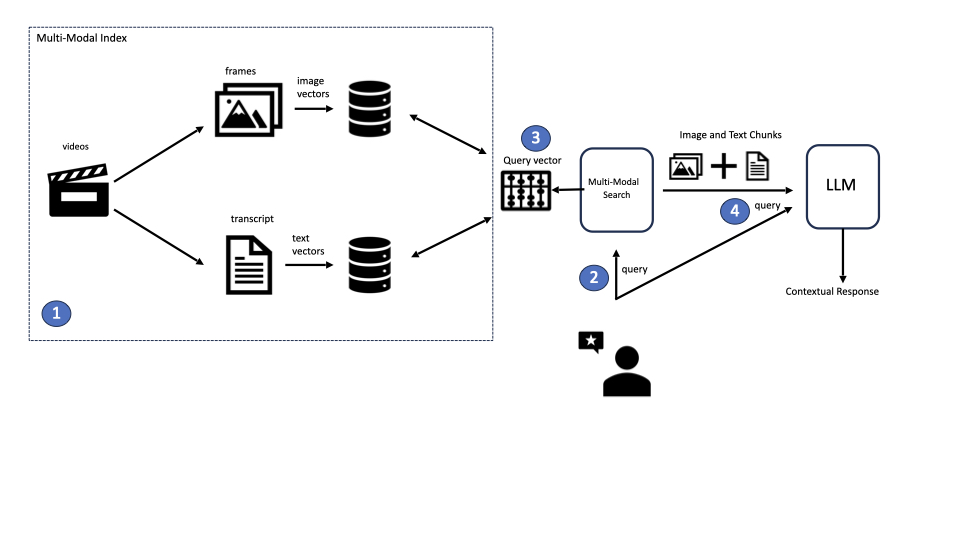 Multi-Modal Index
frames
image
vectors
videos
transcript
text
vectors
1
3
Query vector
Multi-Modal
Search
2
query
Image and Text Chunks
4
query
LLM
Contextual Response